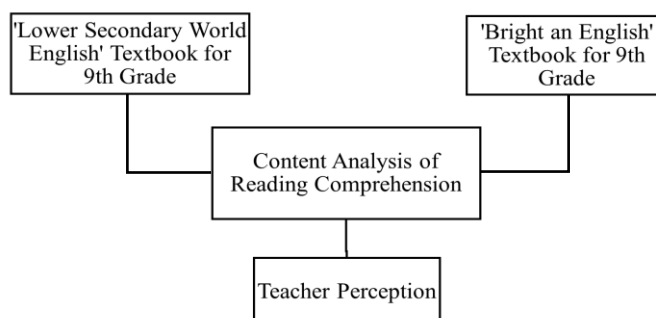 'Lower Secondary World
English' Textbook for
9th Grade
'Bright an English'
Textbook for 9th
Grade
Content Analysis of
Reading Comprehension
Teacher Perception